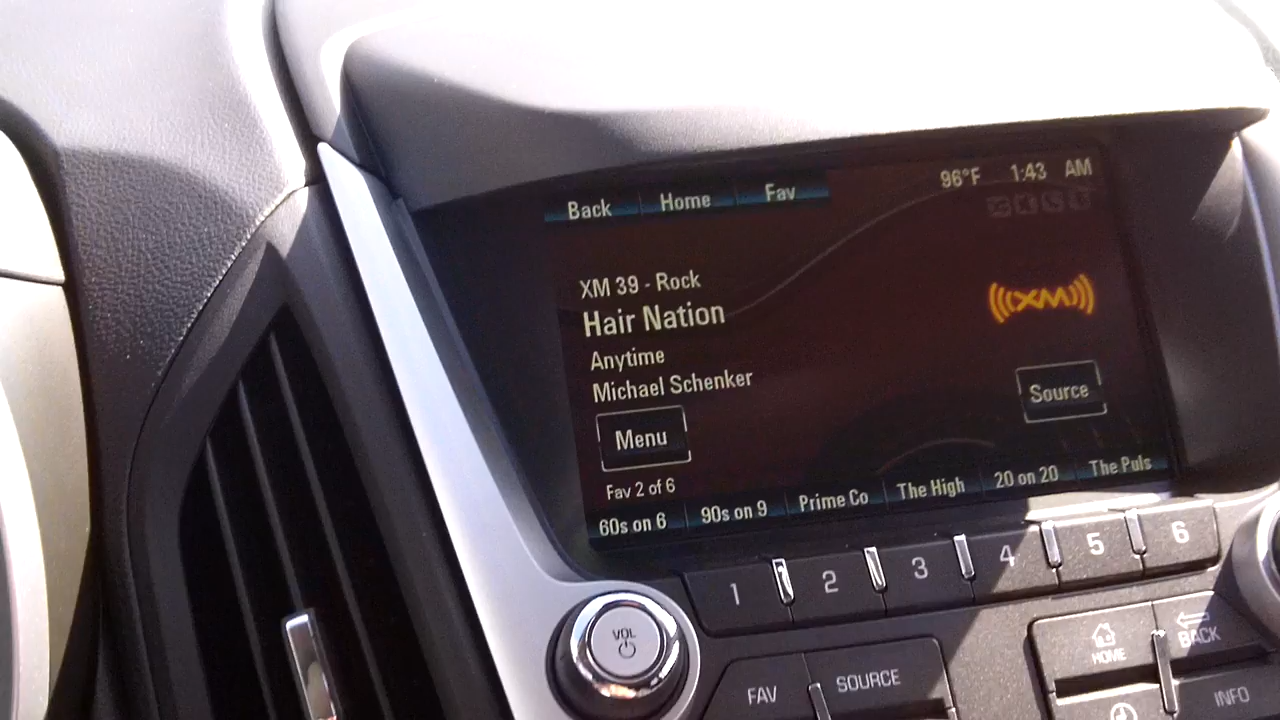 Back Home Fav 96°F 1:43 AM
XM 39 - Rock
Hair Nation
((XM))
Anytime
Michael Schenker
Menu
Source
Fav 2 of 6
60s on 6 90s on 9 Prime Co The High 20 on 20 The Puls
1 2 3 4 5 6
VOL
HOME
BACK
FAV
SOURCE
INFO